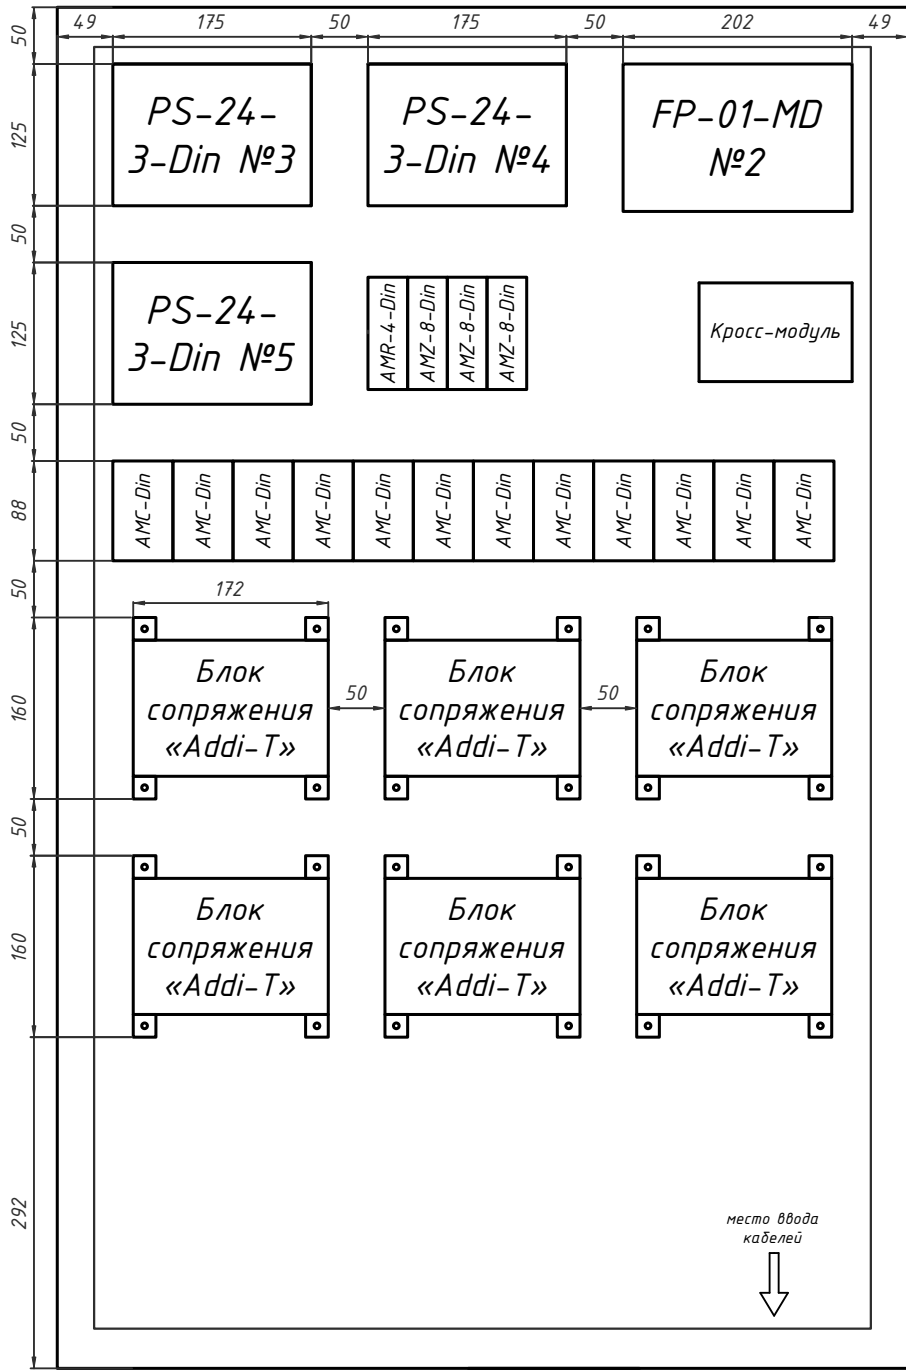 49
175
50
175
50
202
49
50
125
50
125
50
88
50
160
50
160
292
PS-24-
3-Din №3
PS-24-
3-Din №4
FP-01-MD
№2
PS-24-
3-Din №5
AMR-4-Din
AMZ-8-Din
AMZ-8-Din
AMZ-8-Din
Кросс-модуль
AMC-Din
AMC-Din
AMC-Din
AMC-Din
AMC-Din
AMC-Din
AMC-Din
AMC-Din
AMC-Din
AMC-Din
AMC-Din
AMC-Din
172
Блок
сопряжения
«Addi-T»
50
Блок
сопряжения
«Addi-T»
50
Блок
сопряжения
«Addi-T»
Блок
сопряжения
«Addi-T»
Блок
сопряжения
«Addi-T»
Блок
сопряжения
«Addi-T»
место ввода
кабелей